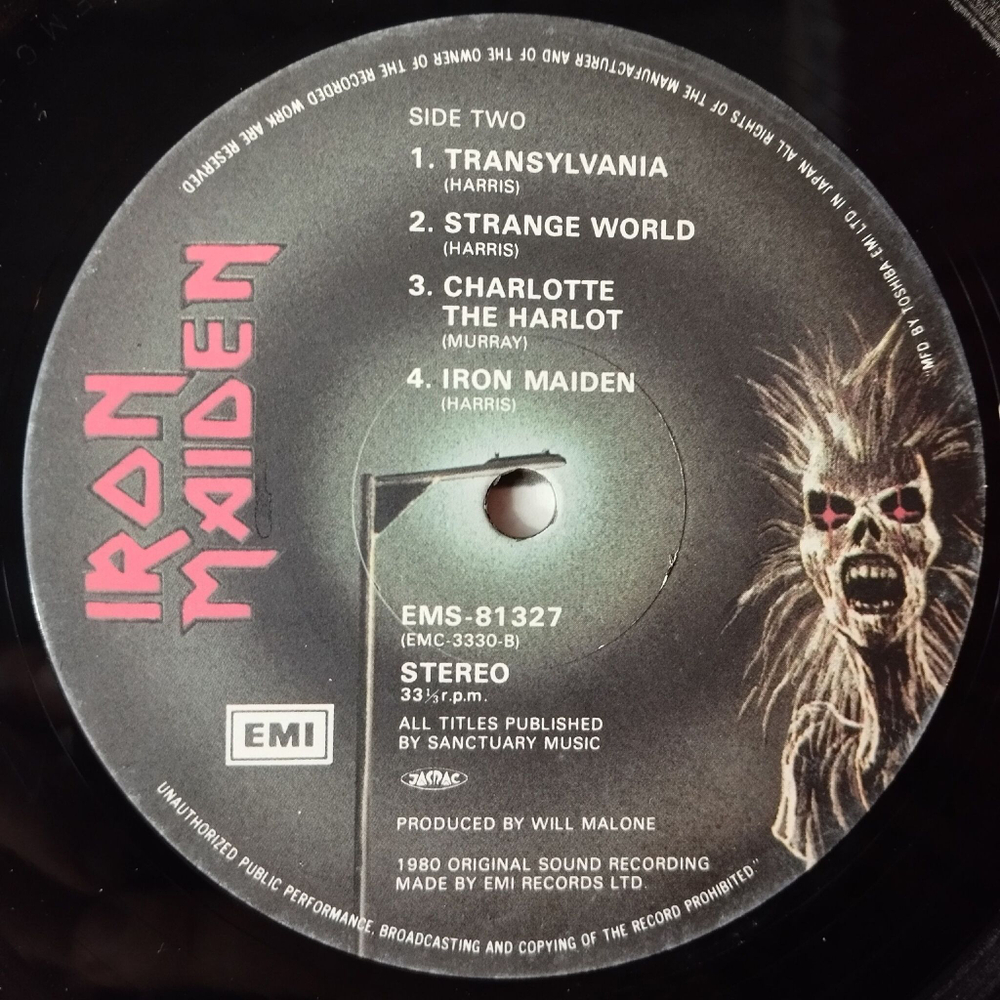 "MFD BY TOSHIBA-EMI LTD. IN JAPAN. ALL RIGHTS OF THE MANUFACTURER AND OF THE OWNER OF THE RECORDED WORK ARE RESERVED.
SIDE TWO
1. TRANSYLVANIA
(HARRIS)
2. STRANGE WORLD
(HARRIS)
3. CHARLOTTE
THE HARLOT
(MURRAY)
4. IRON MAIDEN
(HARRIS)
IRON
MAIDEN
EMS-81327
(EMC-3330-B)
STEREO
33⅓ r.p.m.
EMI
ALL TITLES PUBLISHED
BY SANCTUARY MUSIC
JASRAC
PRODUCED BY WILL MALONE
1980 ORIGINAL SOUND RECORDING
MADE BY EMI RECORDS LTD.
UNAUTHORIZED PUBLIC PERFORMANCE, BROADCASTING AND COPYING OF THE RECORD PROHIBITED."